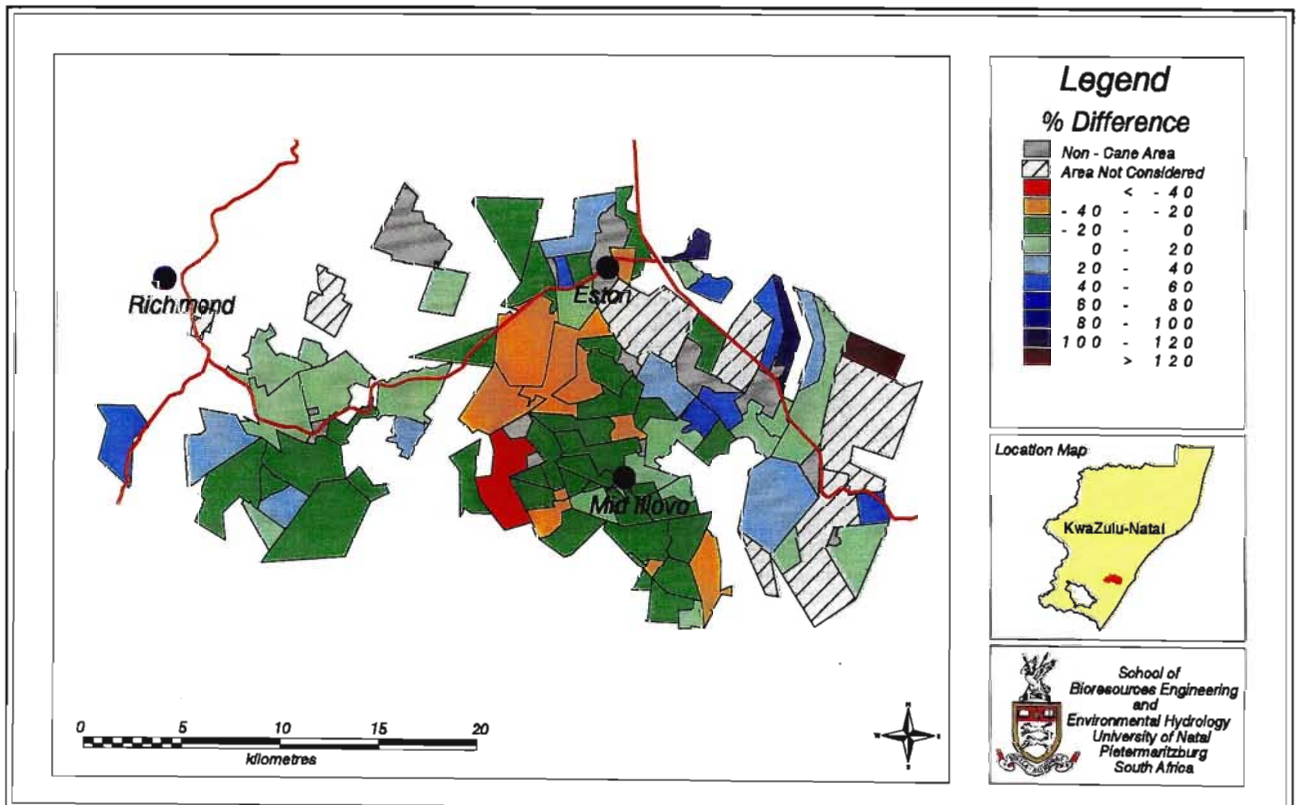 Richmond
Eston
Mid Illovo
0 5 10 15 20
kilometres
N
W E
S
Legend
% Difference
Non - Cane Area
Area Not Considered
< - 40
- 40 - - 20
- 20 - 0
0 - 20
20 - 40
40 - 60
60 - 80
80 - 100
100 - 120
> 120
Location Map
KwaZulu-Natal
School of
Bioresources Engineering
and
Environmental Hydrology
University of Natal
Pietermaritzburg
South Africa